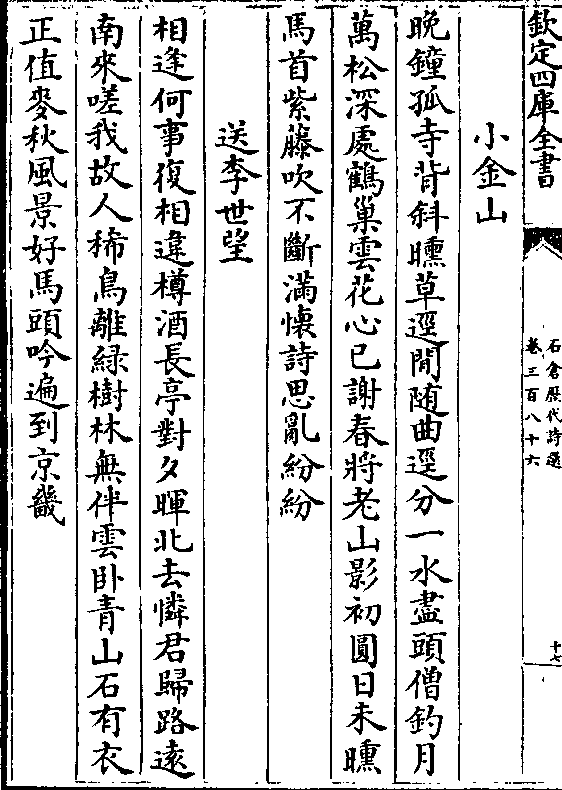 欽定四庫全書
石倉歷代詩選
卷三百八十六
十七
小金山
晚鐘孤寺背斜曛草逕閒随曲逕分一水盡頭僧釣月
萬松深處鶴巢雲花心已謝春將老山影初圓日未曛
馬首紫藤吹不斷滿懷詩思亂紛紛
送李世望
相逢何事復相違樽酒長亭對夕暉北去憐君歸路遠
南來嗟我故人稀鳥離綠樹林無伴雲卧青山石有衣
正值麥秋風景好馬頭吟遍到京畿